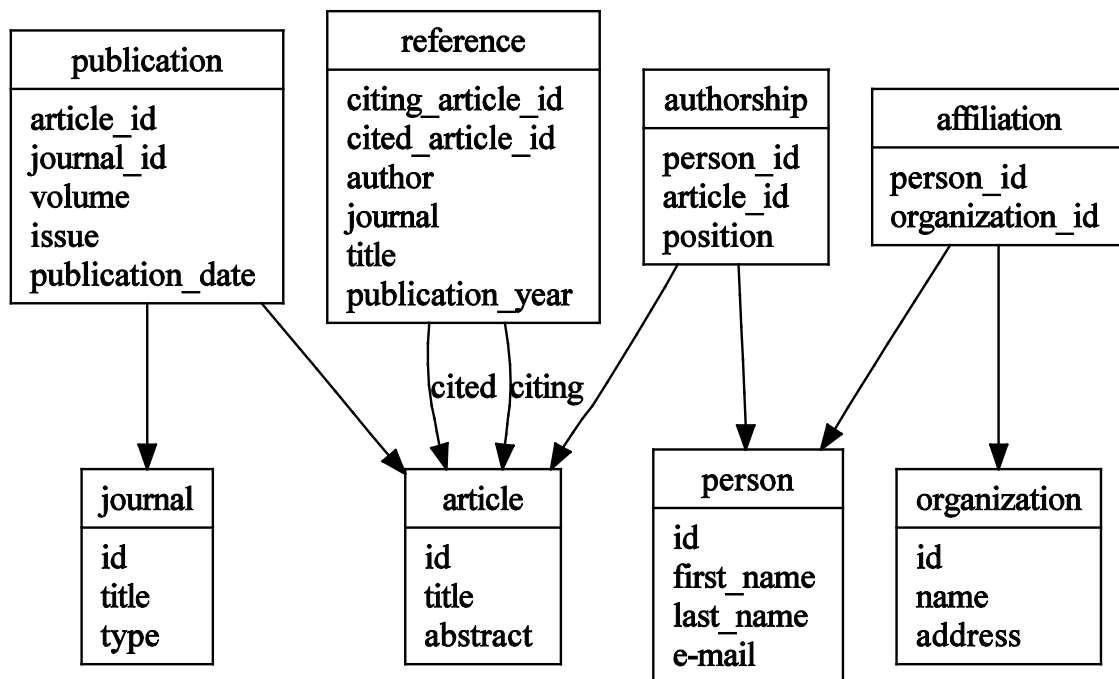 publication
article_id
journal_id
volume
issue
publication_date
reference
citing_article_id
cited_article_id
author
journal
title
publication_year
authorship
person_id
article_id
position
affiliation
person_id
organization_id
cited
citing
journal
id
title
type
article
id
title
abstract
person
id
first_name
last_name
e-mail
organization
id
name
address